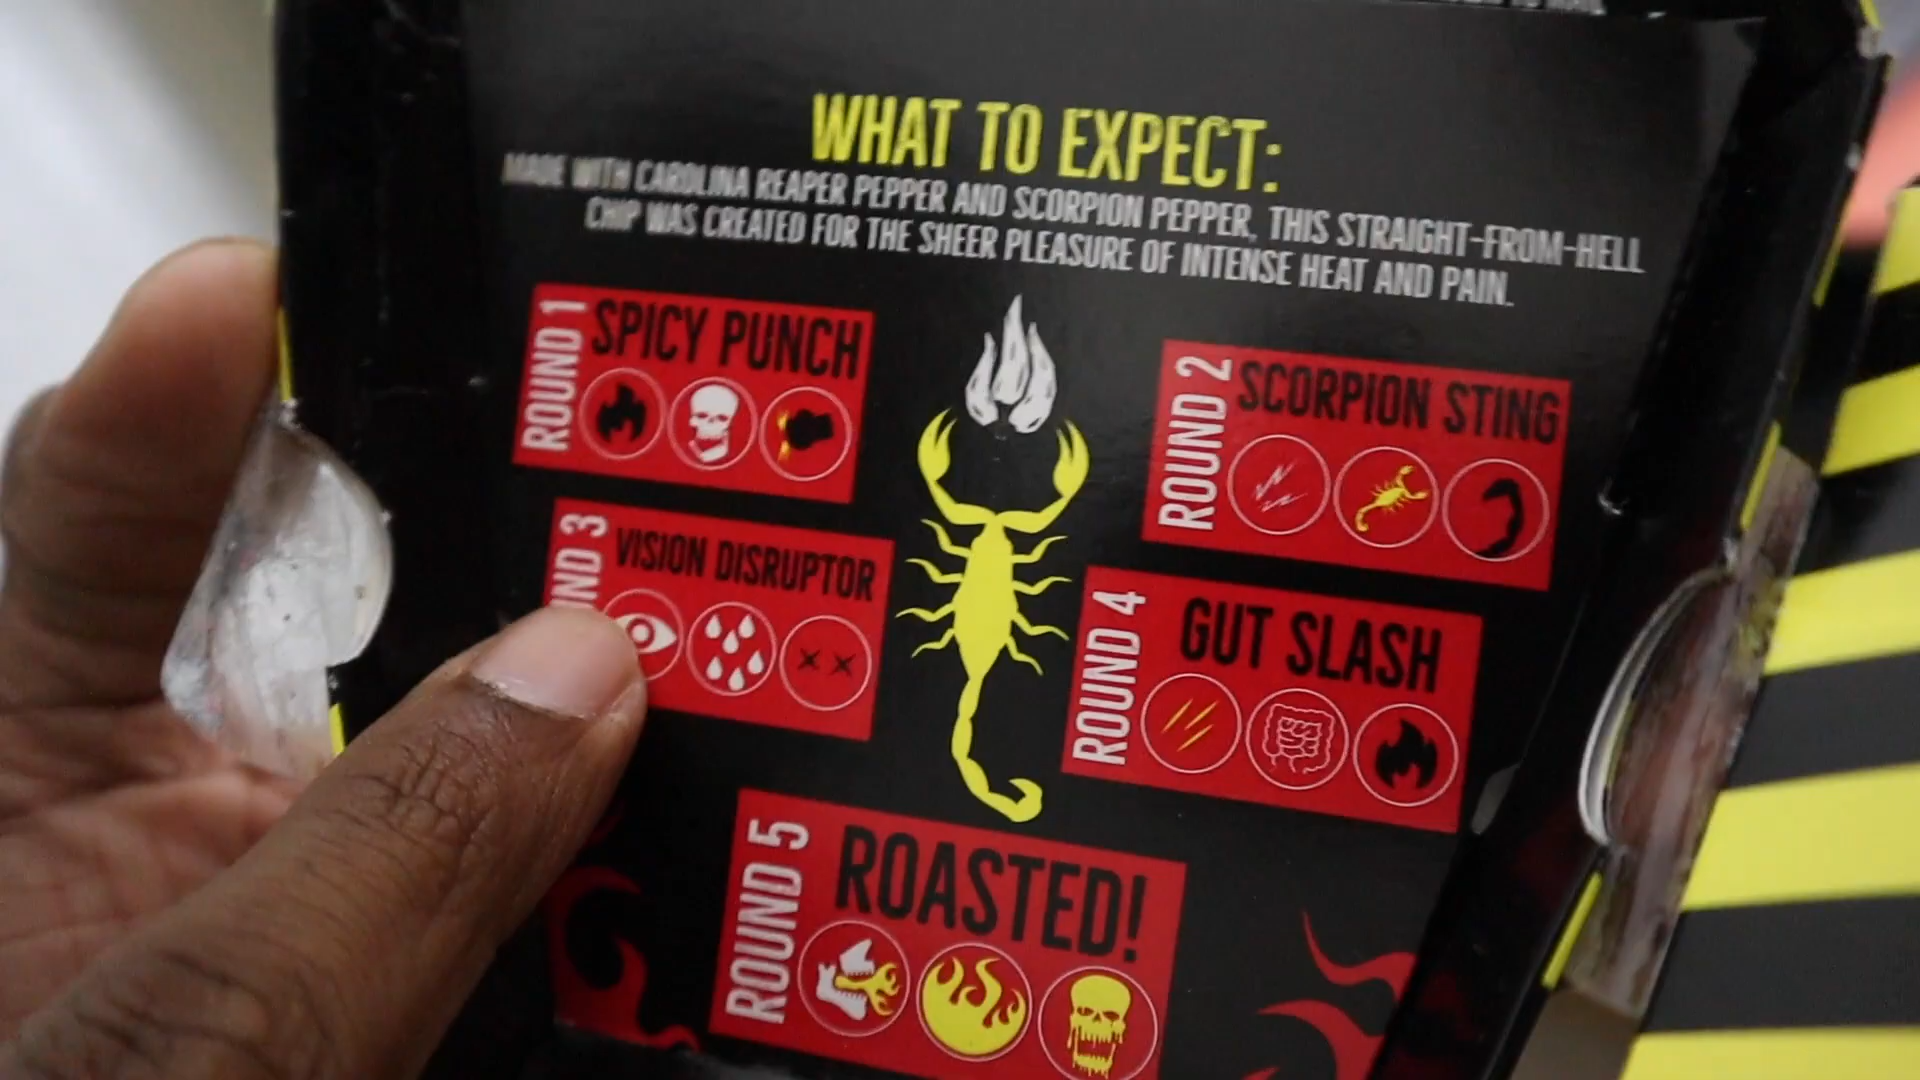 WHAT TO EXPECT:
MADE WITH CAROLINA REAPER PEPPER AND SCORPION PEPPER, THIS STRAIGHT-FROM-HELL
CHIP WAS CREATED FOR THE SHEER PLEASURE OF INTENSE HEAT AND PAIN.
ROUND 1
SPICY PUNCH
ROUND 2
SCORPION STING
UND 3
VISION DISRUPTOR
ROUND 4
GUT SLASH
ROUND 5
ROASTED!